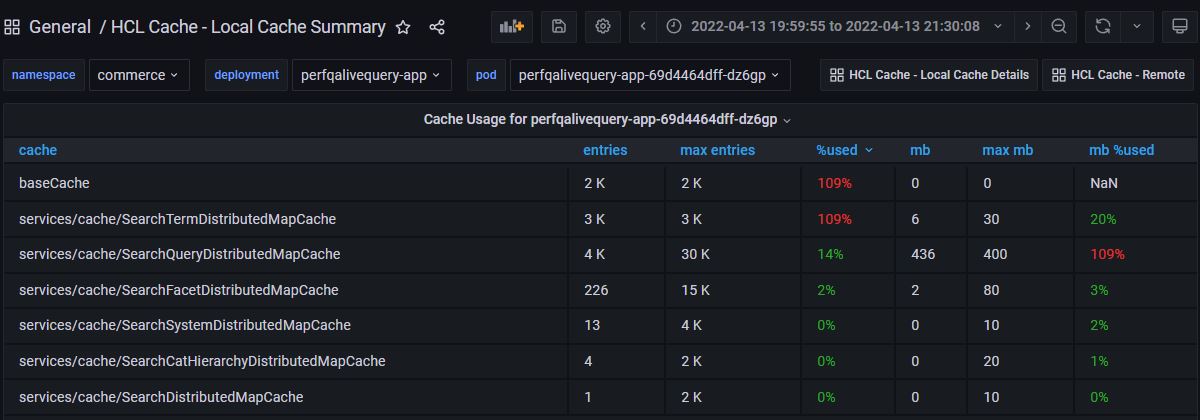 General / HCL Cache - Local Cache Summary 2022-04-13 19:59:55 to 2022-04-13 21:30:08
namespace commerce deployment perfqalivequery-app pod perfqalivequery-app-69d4464dff-dz6gp HCL Cache - Local Cache Details HCL Cache - Remote
Cache Usage for perfqalivequery-app-69d4464dff-dz6gp
cache entries max entries %used mb max mb mb %used
baseCache 2 K 2 K 109% 0 0 NaN
services/cache/SearchTermDistributedMapCache 3 K 3 K 109% 6 30 20%
services/cache/SearchQueryDistributedMapCache 4 K 30 K 14% 436 400 109%
services/cache/SearchFacetDistributedMapCache 226 15 K 2% 2 80 3%
services/cache/SearchSystemDistributedMapCache 13 4 K 0% 0 10 2%
services/cache/SearchCatHierarchyDistributedMapCache 4 2 K 0% 0 20 1%
services/cache/SearchDistributedMapCache 1 2 K 0% 0 10 0%